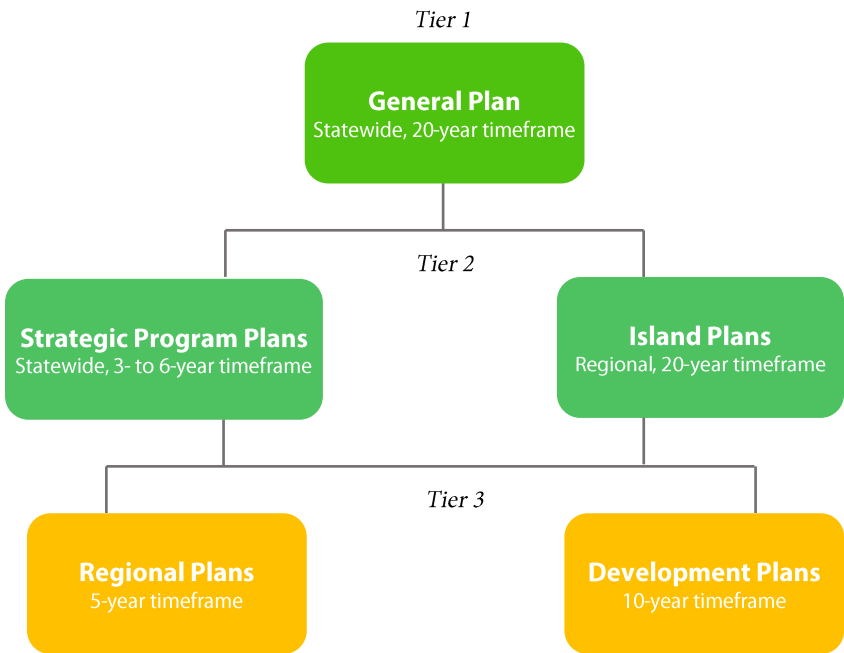 Tier 1
General Plan
Statewide, 20-year timeframe
Tier 2
Strategic Program Plans
Statewide, 3- to 6-year timeframe
Island Plans
Regional, 20-year timeframe
Tier 3
Regional Plans
5-year timeframe
Development Plans
10-year timeframe